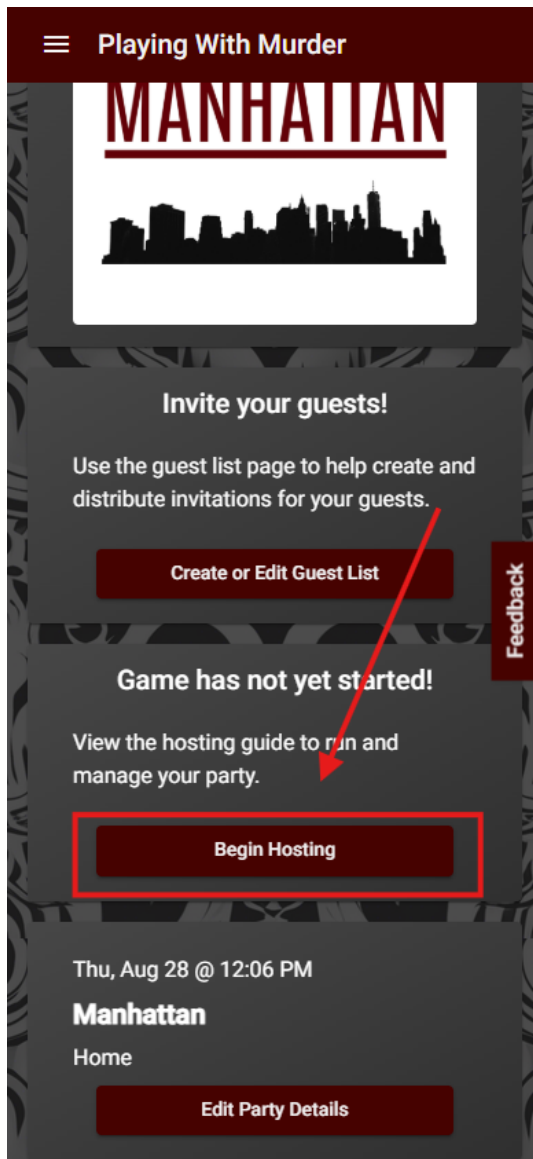 Playing With Murder
MANHATTAN
Invite your guests!
Use the guest list page to help create and
distribute invitations for your guests.
Create or Edit Guest List
Feedback
Game has not yet started!
View the hosting guide to run and
manage your party.
Begin Hosting
Thu, Aug 28 @ 12:06 PM
Manhattan
Home
Edit Party Details